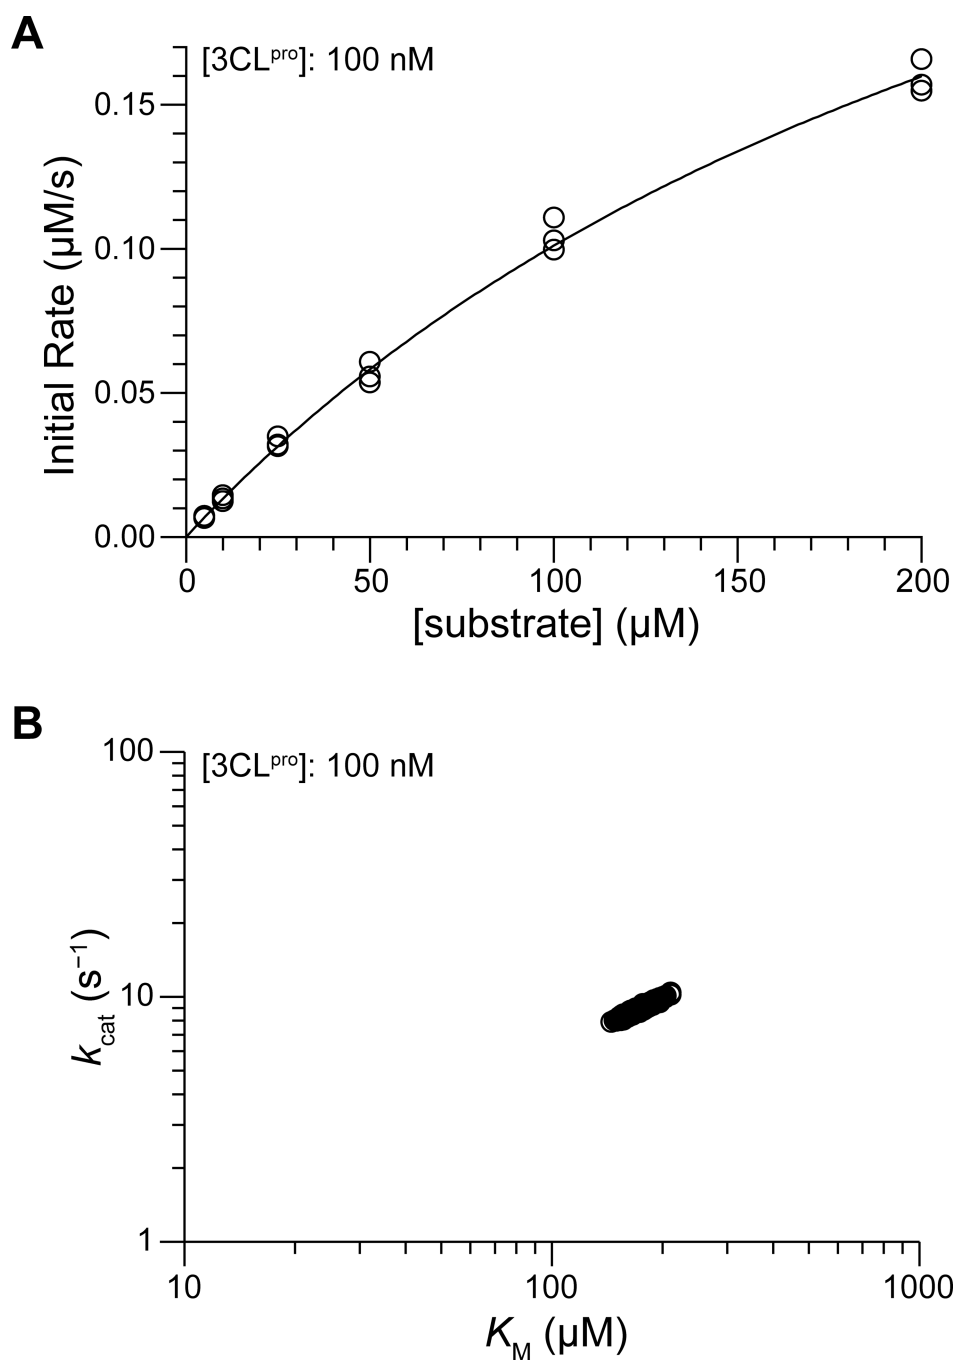 A
[3CLpro]: 100 nM
0.15
0.10
0.05
0.00
Initial Rate (µM/s)
0 50 100 150 200
[substrate] (µM)
B
[3CLpro]: 100 nM
100
10
1
kcat (s−1)
10 100 1000
KM (µM)